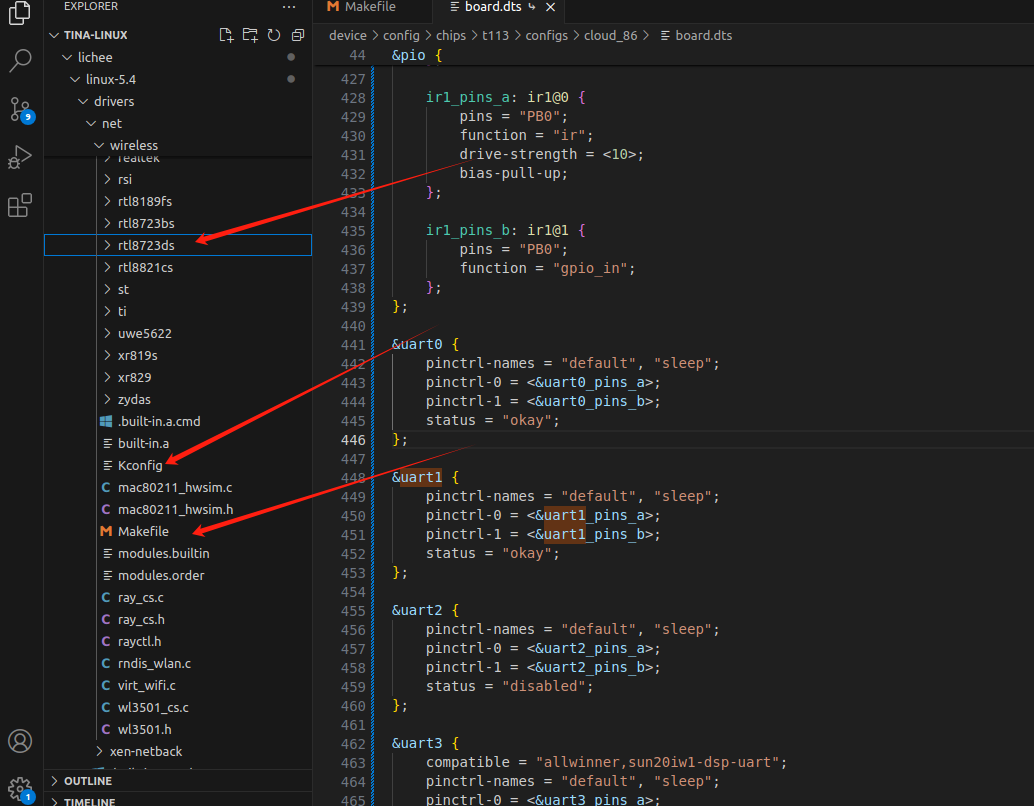 EXPLORER
TINA-LINUX
lichee
linux-5.4
drivers
net
wireless
realtek
rsi
rtl8189fs
rtl8723bs
rtl8723ds
rtl8821cs
st
ti
uwe5622
xr819s
xr829
zydas
.built-in.a.cmd
built-in.a
Kconfig
mac80211_hwsim.c
mac80211_hwsim.h
Makefile
modules.builtin
modules.order
ray_cs.c
ray_cs.h
rayctl.h
rndis_wlan.c
virt_wifi.c
wl3501_cs.c
wl3501.h
xen-netback
OUTLINE
TIMELINE
9
1
Makefile
board.dts
device > config > chips > t113 > configs > cloud_86 > board.dts
44 &pio {
427
428 ir1_pins_a: ir1@0 {
429 pins = "PB0";
430 function = "ir";
431 drive-strength = <10>;
432 bias-pull-up;
433 };
434
435 ir1_pins_b: ir1@1 {
436 pins = "PB0";
437 function = "gpio_in";
438 };
439 };
440
441 &uart0 {
442 pinctrl-names = "default", "sleep";
443 pinctrl-0 = <&uart0_pins_a>;
444 pinctrl-1 = <&uart0_pins_b>;
445 status = "okay";
446 };
447
448 &uart1 {
449 pinctrl-names = "default", "sleep";
450 pinctrl-0 = <&uart1_pins_a>;
451 pinctrl-1 = <&uart1_pins_b>;
452 status = "okay";
453 };
454
455 &uart2 {
456 pinctrl-names = "default", "sleep";
457 pinctrl-0 = <&uart2_pins_a>;
458 pinctrl-1 = <&uart2_pins_b>;
459 status = "disabled";
460 };
461
462 &uart3 {
463 compatible = "allwinner,sun20iw1-dsp-uart";
464 pinctrl-names = "default", "sleep";
465 pinctrl-0 = <&uart3_pins_a>;